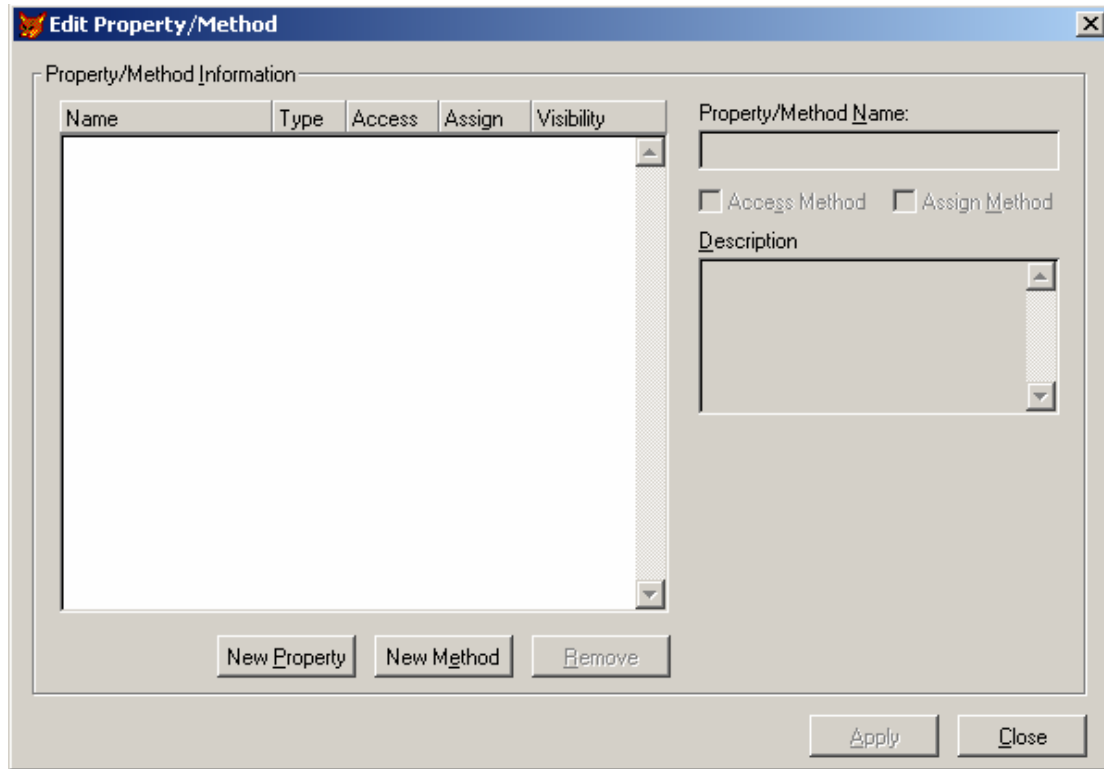 Edit Property/Method
Property/Method Information
Name Type Access Assign Visibility
Property/Method Name:
Access Method Assign Method
Description
New Property New Method Remove
Apply Close